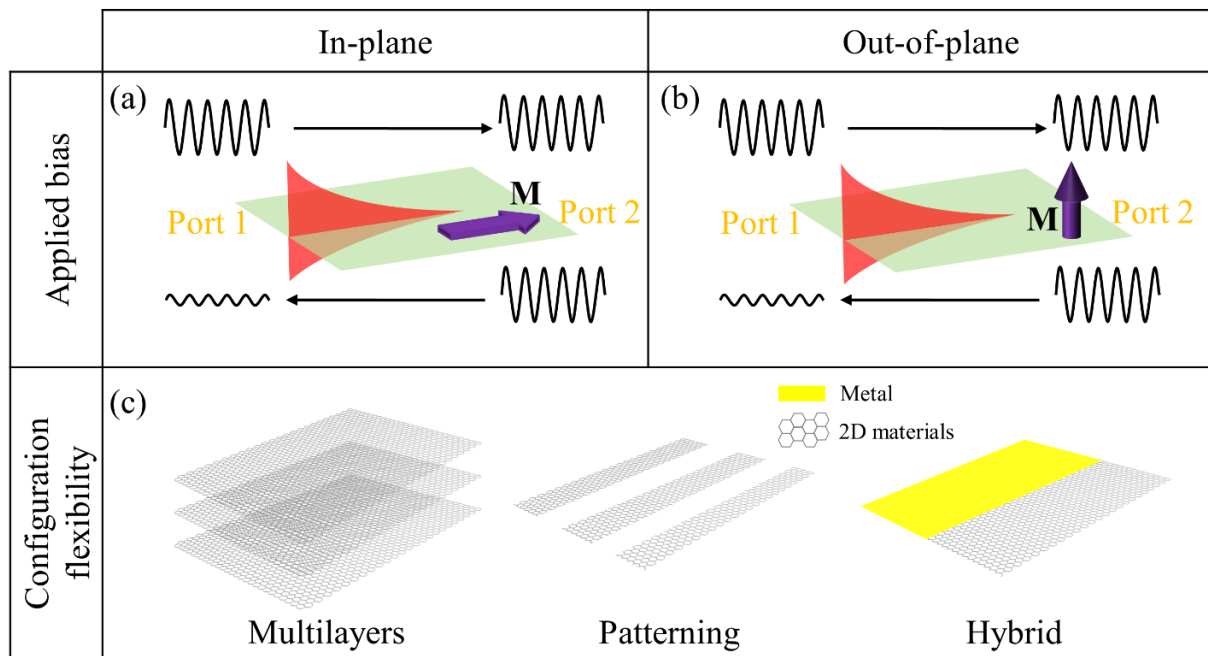 In-plane
Out-of-plane
Applied bias
(a)
M
Port 1
Port 2
(b)
M
Port 1
Port 2
Configuration
flexibility
(c)
Metal
2D materials
Multilayers
Patterning
Hybrid